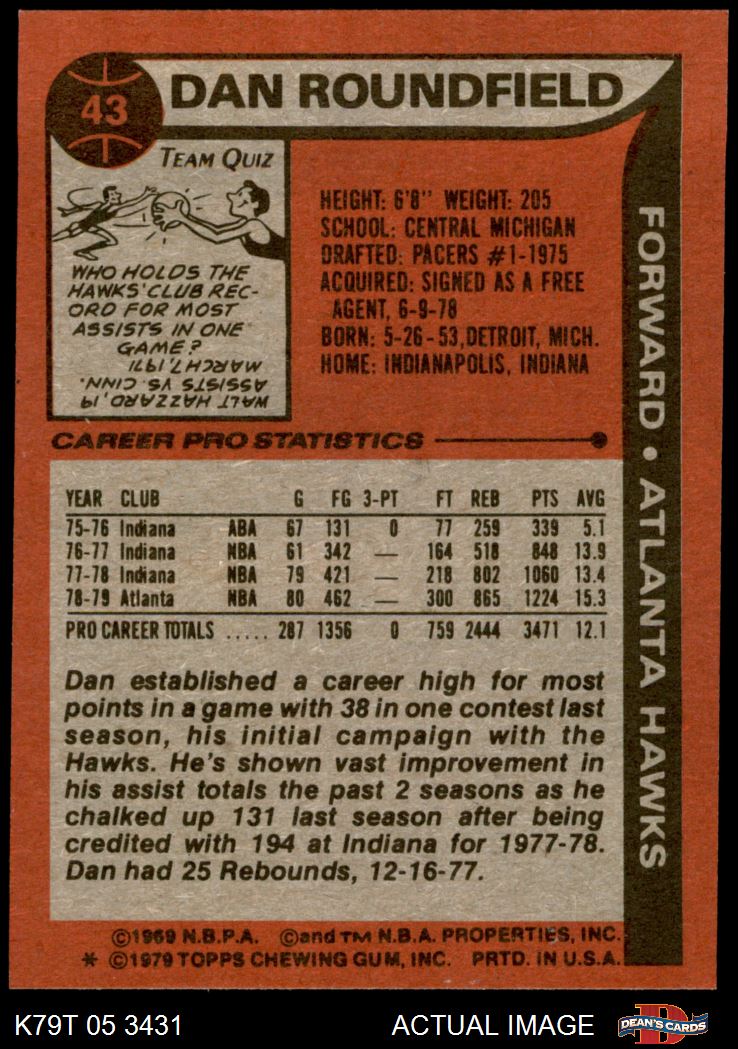 43
DAN ROUNDFIELD
TEAM QUIZ
WHO HOLDS THE
HAWKS' CLUB REC-
ORD FOR MOST
ASSISTS IN ONE
GAME?
WALT HAZZARD, 19
ASSISTS VS. CINN.
MARCH 7, 1971
HEIGHT: 6'8" WEIGHT: 205
SCHOOL: CENTRAL MICHIGAN
DRAFTED: PACERS #1-1975
ACQUIRED: SIGNED AS A FREE
AGENT, 6-9-78
BORN: 5-26-53, DETROIT, MICH.
HOME: INDIANAPOLIS, INDIANA
FORWARD • ATLANTA HAWKS
CAREER PRO STATISTICS
YEAR CLUB G FG 3-PT FT REB PTS AVG
75-76 Indiana ABA 67 131 0 77 259 339 5.1
76-77 Indiana NBA 61 342 — 164 518 848 13.9
77-78 Indiana NBA 79 421 — 218 802 1060 13.4
78-79 Atlanta NBA 80 462 — 300 865 1224 15.3
PRO CAREER TOTALS ..... 287 1356 0 759 2444 3471 12.1
Dan established a career high for most
points in a game with 38 in one contest last
season, his initial campaign with the
Hawks. He's shown vast improvement in
his assist totals the past 2 seasons as he
chalked up 131 last season after being
credited with 194 at Indiana for 1977-78.
Dan had 25 Rebounds, 12-16-77.
©1969 N.B.P.A. ©and TM N.B.A. PROPERTIES, INC.
* ©1979 TOPPS CHEWING GUM, INC. PRTD. IN U.S.A.
K79T 05 3431
ACTUAL IMAGE
D
DEAN'S CARDS